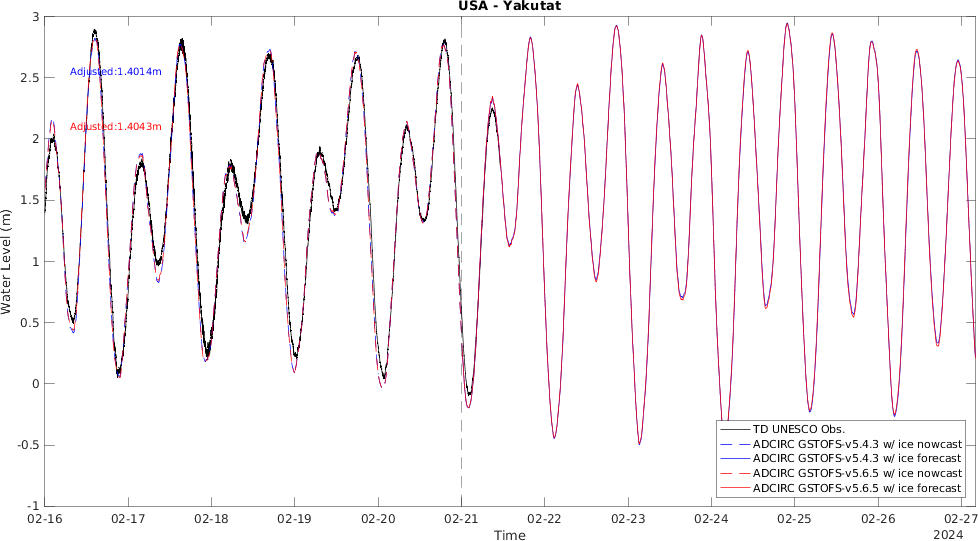 USA - Yakutat
Water Level (m)
3
2.5
2
1.5
1
0.5
0
-0.5
-1
Adjusted:1.4014m
Adjusted:1.4043m
TD UNESCO Obs.
ADCIRC GSTOFS-v5.4.3 w/ ice nowcast
ADCIRC GSTOFS-v5.4.3 w/ ice forecast
ADCIRC GSTOFS-v5.6.5 w/ ice nowcast
ADCIRC GSTOFS-v5.6.5 w/ ice forecast
02-16 02-17 02-18 02-19 02-20 02-21 02-22 02-23 02-24 02-25 02-26 02-27
Time
2024